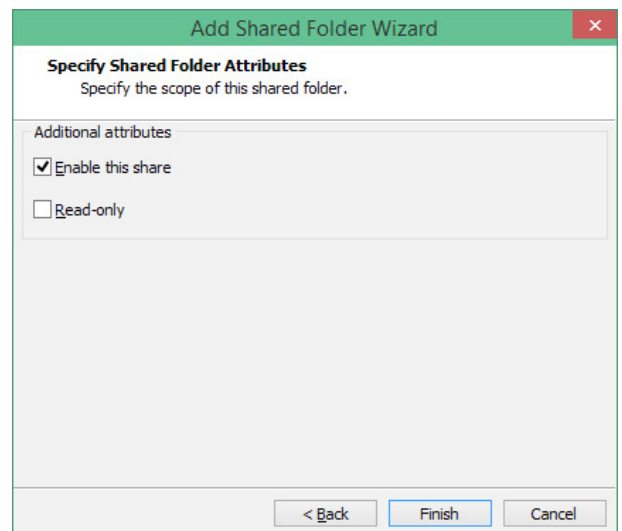 Add Shared Folder Wizard
Specify Shared Folder Attributes
Specify the scope of this shared folder.
Additional attributes
Enable this share
Read-only
< Back Finish Cancel